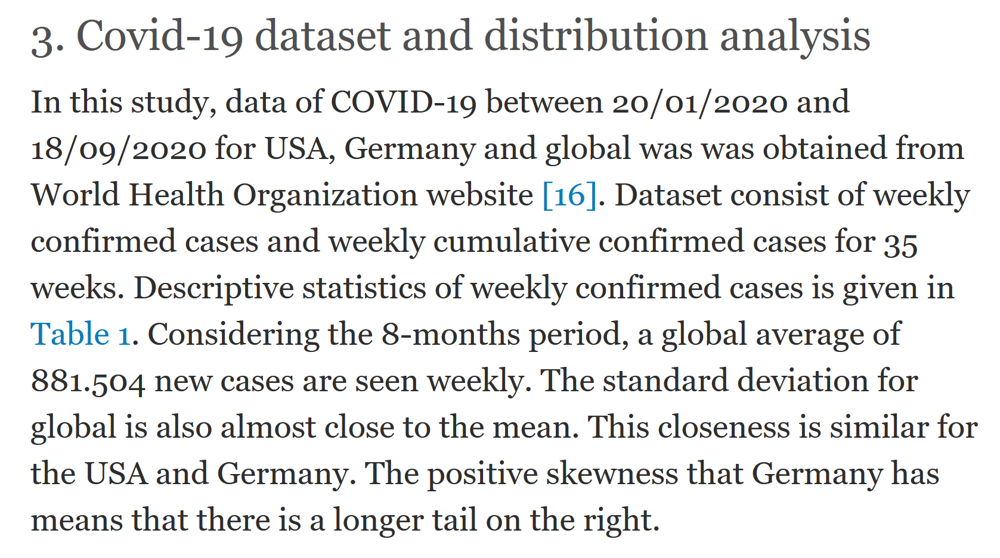 3. Covid-19 dataset and distribution analysis
In this study, data of COVID-19 between 20/01/2020 and
18/09/2020 for USA, Germany and global was was obtained from
World Health Organization website [16]. Dataset consist of weekly
confirmed cases and weekly cumulative confirmed cases for 35
weeks. Descriptive statistics of weekly confirmed cases is given in
Table 1. Considering the 8-months period, a global average of
881.504 new cases are seen weekly. The standard deviation for
global is also almost close to the mean. This closeness is similar for
the USA and Germany. The positive skewness that Germany has
means that there is a longer tail on the right.